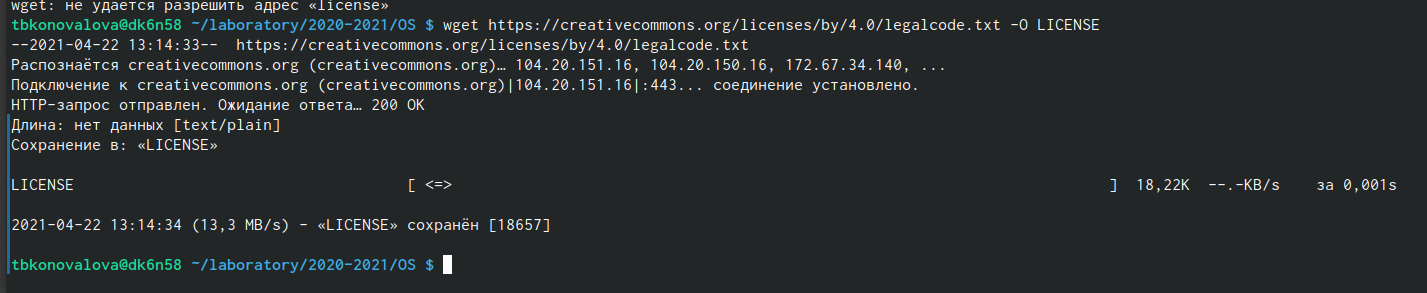 wget: не удаётся разрешить адрес «license»
tbkonovalova@dk6n58 ~/laboratory/2020-2021/OS $ wget https://creativecommons.org/licenses/by/4.0/legalcode.txt -O LICENSE
--2021-04-22 13:14:33--  https://creativecommons.org/licenses/by/4.0/legalcode.txt
Распознаётся creativecommons.org (creativecommons.org)… 104.20.151.16, 104.20.150.16, 172.67.34.140, ...
Подключение к creativecommons.org (creativecommons.org)|104.20.151.16|:443... соединение установлено.
HTTP-запрос отправлен. Ожидание ответа… 200 OK
Длина: нет данных [text/plain]
Сохранение в: «LICENSE»
LICENSE [ <=> ] 18,22K --.-KB/s за 0,001s
2021-04-22 13:14:34 (13,3 MB/s) - «LICENSE» сохранён [18657]
tbkonovalova@dk6n58 ~/laboratory/2020-2021/OS $